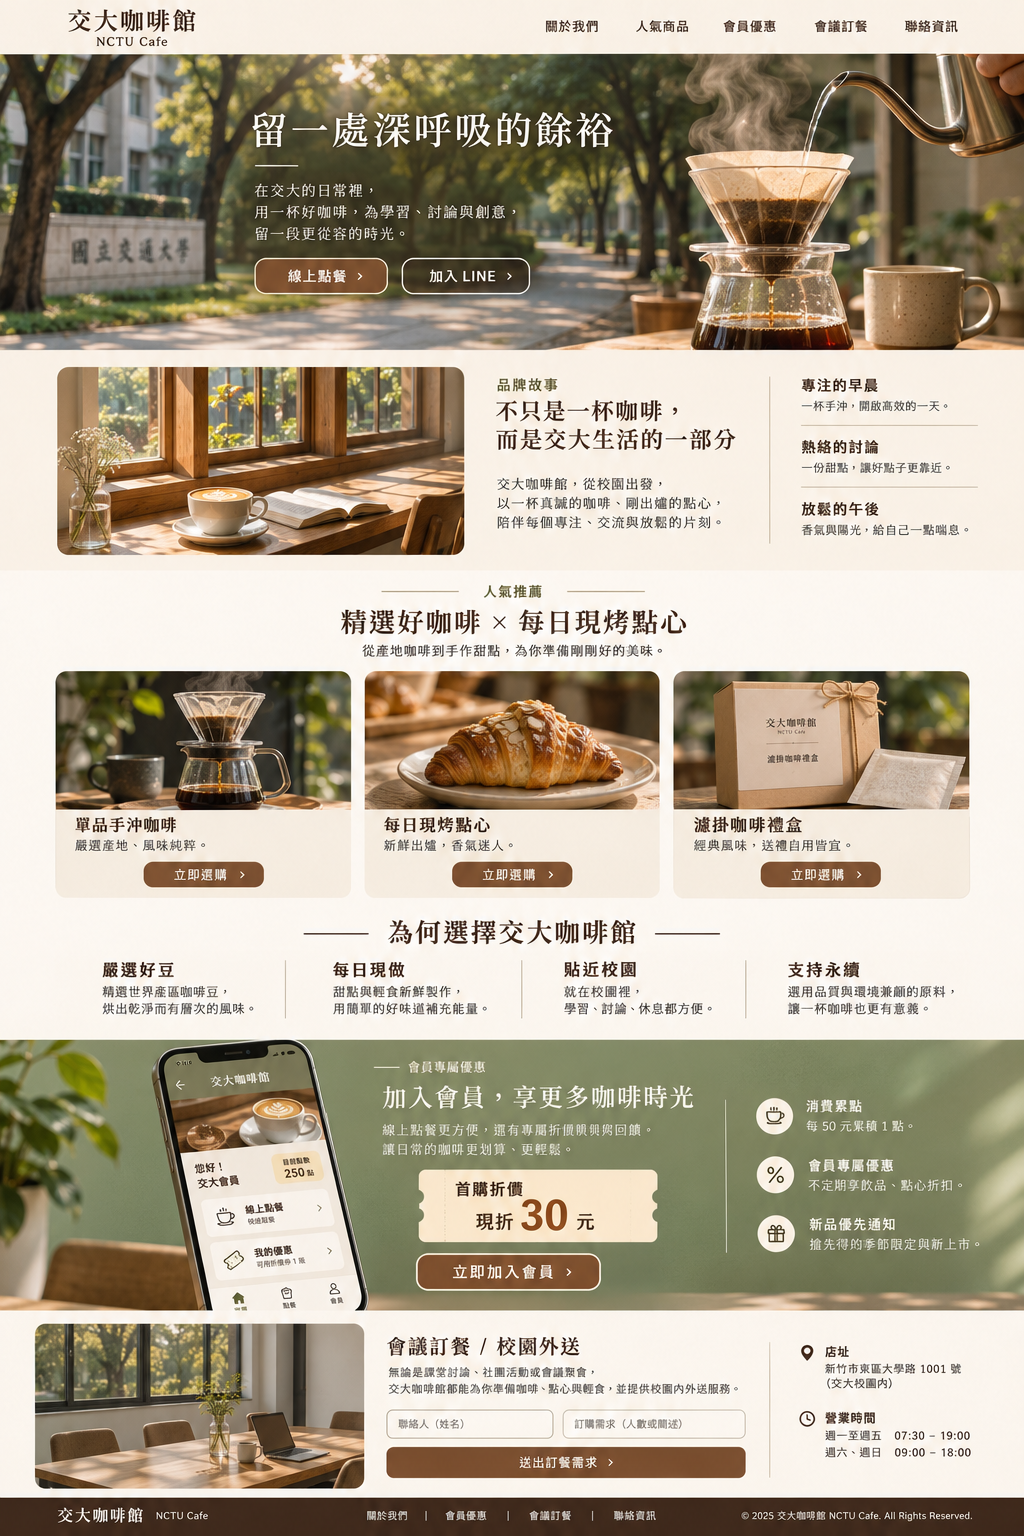 交大咖啡館
NCTU Cafe
關於我們
人氣商品
會員優惠
會議訂餐
聯絡資訊
國立交通大學
留一處深呼吸的餘裕
在交大的日常裡，
用一杯好咖啡，為學習、討論與創意，
留一段更從容的時光。
線上點餐 ›
加入 LINE ›
品牌故事
不只是一杯咖啡，
而是交大生活的一部分
交大咖啡館，從校園出發，
以一杯真誠的咖啡、剛出爐的點心，
陪伴每個專注、交流與放鬆的片刻。
專注的早晨
一杯手沖，開啟高效的一天。
熱絡的討論
一份甜點，讓好點子更靠近。
放鬆的午後
香氣與陽光，給自己一點喘息。
人氣推薦
精選好咖啡 × 每日現烤點心
從產地咖啡到手作甜點，為你準備剛剛好的美味。
交大咖啡館
NCTU Cafe
濾掛咖啡禮盒
單品手沖咖啡
嚴選產地、風味純粹。
立即選購 ›
每日現烤點心
新鮮出爐，香氣迷人。
立即選購 ›
濾掛咖啡禮盒
經典風味，送禮自用皆宜。
立即選購 ›
為何選擇交大咖啡館
嚴選好豆
精選世界產區咖啡豆，
烘出乾淨而有層次的風味。
每日現做
甜點與輕食新鮮製作，
用簡單的好味道補充能量。
貼近校園
就在校園裡，
學習、討論、休息都方便。
支持永續
選用品質與環境兼顧的原料，
讓一杯咖啡也更有意義。
←
交大咖啡館
您好！
交大會員
目前點數
250 點
線上點餐
我的優惠
點餐
會員
會員專屬優惠
加入會員，享更多咖啡時光
線上點餐更方便，還有專屬折價回饋。
讓日常的咖啡更划算、更輕鬆。
首購折價
現折 30 元
立即加入會員 ›
消費累點
每 50 元累積 1 點。
%
會員專屬優惠
不定期享飲品、點心折扣。
新品優先通知
搶先得的季節限定與新上市。
會議訂餐 / 校園外送
無論是課堂討論、社團活動或會議聚會，
交大咖啡館都能為你準備咖啡、點心與輕食，並提供校園內外送服務。
聯絡人（姓名）
訂購需求（人數或簡述）
送出訂餐需求 ›
店址
新竹市東區大學路 1001 號
（交大校園內）
營業時間
週一至週五 07:30 – 19:00
週六、週日 09:00 – 18:00
交大咖啡館 NCTU Cafe
關於我們 | 會員優惠 | 會議訂餐 | 聯絡資訊
© 2025 交大咖啡館 NCTU Cafe. All Rights Reserved.